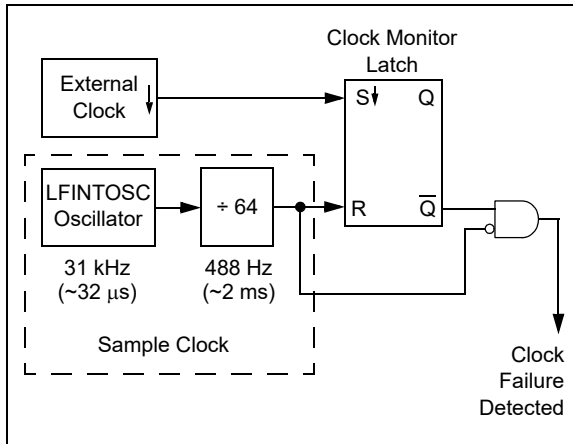 Clock Monitor
Latch
External
Clock
S
Q
LFINTOSC
Oscillator
÷ 64
R
Q̅
31 kHz
(~32 μs)
488 Hz
(~2 ms)
Sample Clock
Clock
Failure
Detected